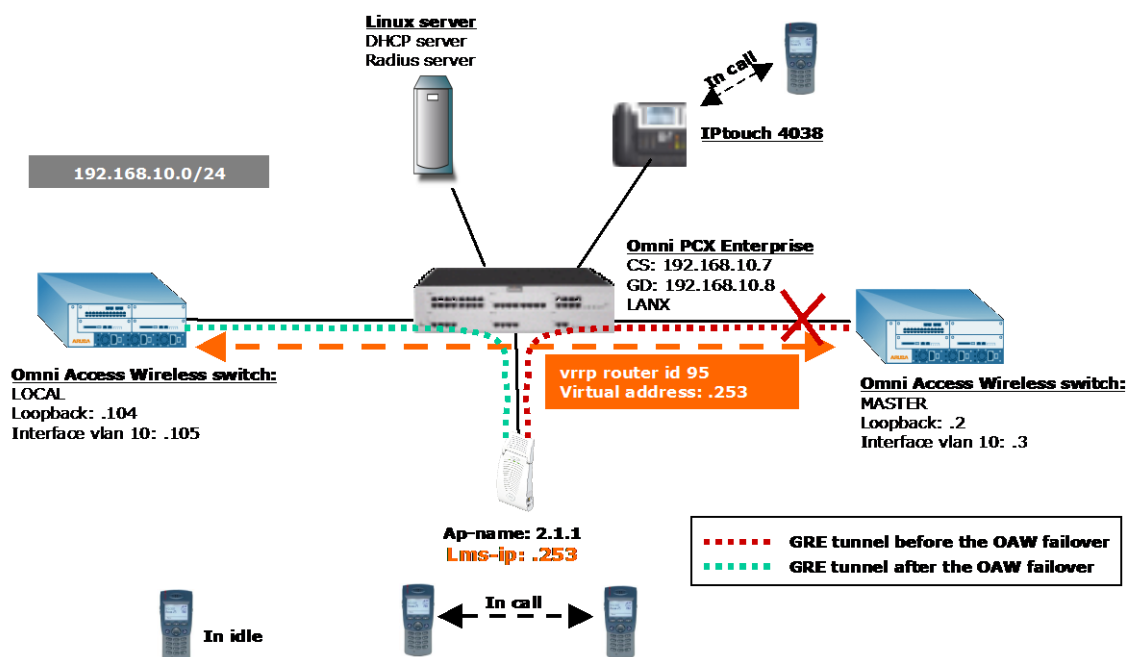 Linux server
DHCP server
Radius server
In call
IPtouch 4038
192.168.10.0/24
Omni PCX Enterprise
CS: 192.168.10.7
GD: 192.168.10.8
LANX
ARUBA
Omni Access Wireless switch:
LOCAL
Loopback: .104
Interface vlan 10: .105
vrrp router id 95
Virtual address: .253
ARUBA
Omni Access Wireless switch:
MASTER
Loopback: .2
Interface vlan 10: .3
Ap-name: 2.1.1
Lms-ip: .253
GRE tunnel before the OAW failover
GRE tunnel after the OAW failover
In idle
In call